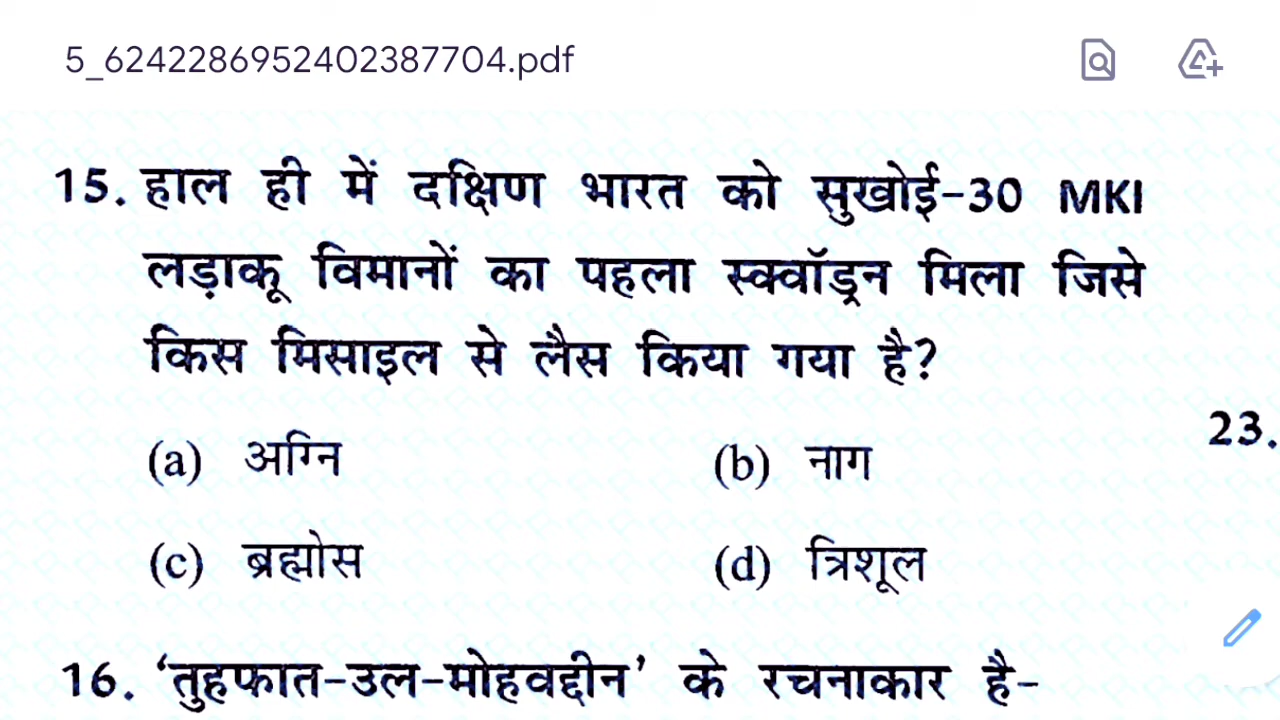 5_6242286952402387704.pdf
15. हाल ही में दक्षिण भारत को सुखोई-30 MKI
लड़ाकू विमानों का पहला स्क्वॉड्रन मिला जिसे
किस मिसाइल से लैस किया गया है?
(a) अग्नि (b) नाग
(c) ब्रह्मोस (d) त्रिशूल
23.
16. ‘तुहफात-उल-मोहवद्दीन’ के रचनाकार है-